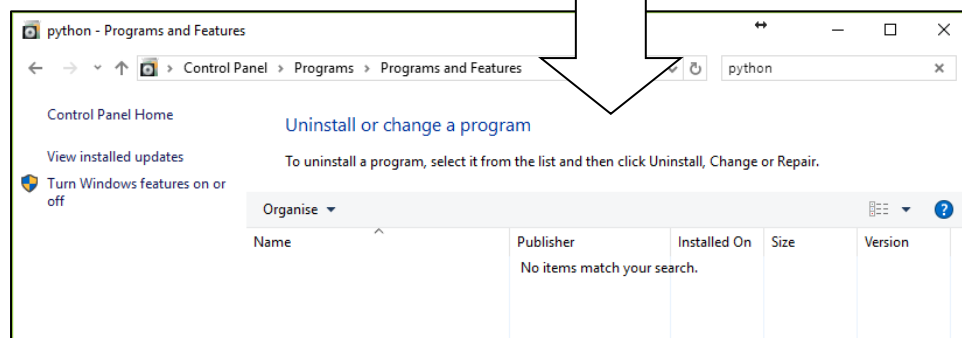 python - Programs and Features
Control Panel > Programs > Programs and Features
python
Control Panel Home
View installed updates
Turn Windows features on or
off
Uninstall or change a program
To uninstall a program, select it from the list and then click Uninstall, Change or Repair.
Organise
Name Publisher Installed On Size Version
No items match your search.